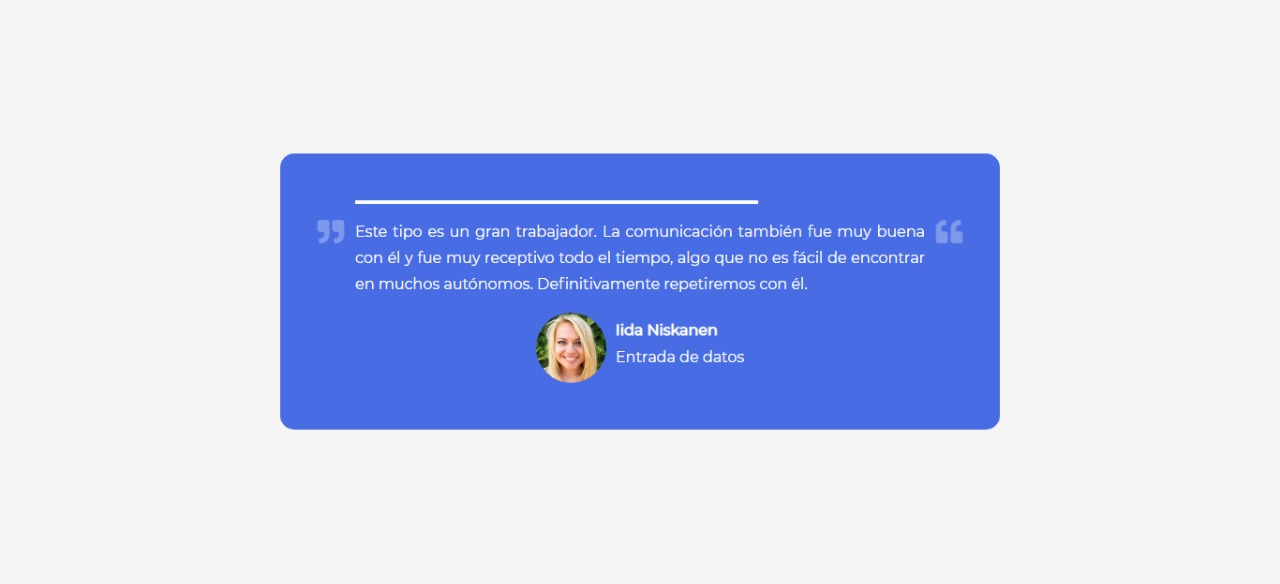 Este tipo es un gran trabajador. La comunicación también fue muy buena
con él y fue muy receptivo todo el tiempo, algo que no es fácil de encontrar
en muchos autónomos. Definitivamente repetiremos con él.
Iida Niskanen
Entrada de datos